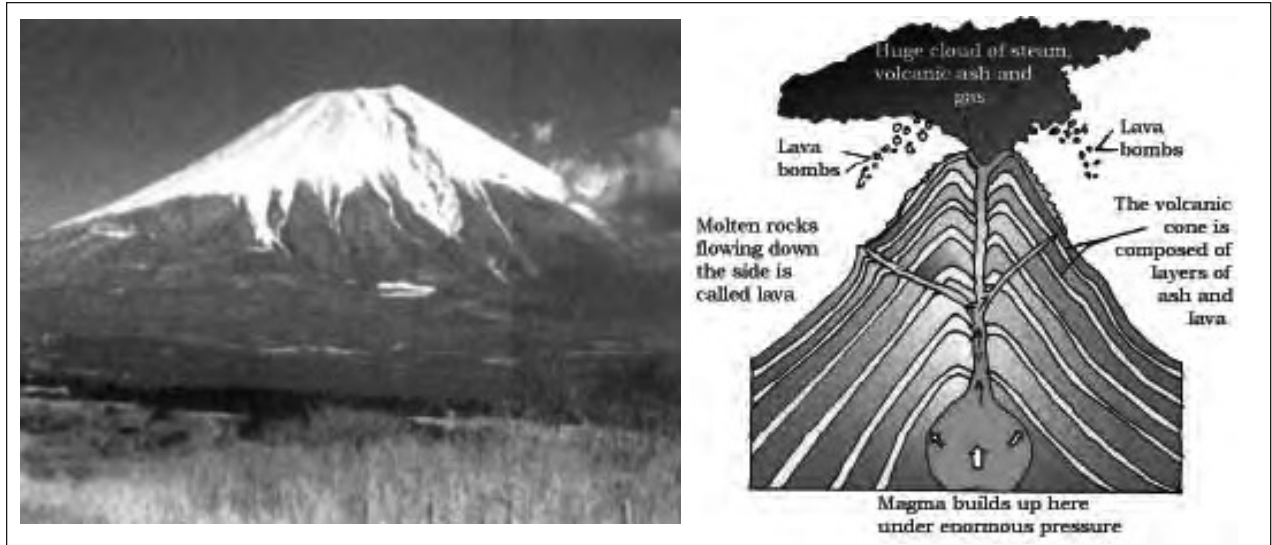 Huge cloud of steam,
volcanic ash and
gas
Lava
bombs
Lava
bombs
Molten rocks
flowing down
the side is
called lava
The volcanic
cone is
composed of
layers of
ash and
lava
Magma builds up here
under enormous pressure